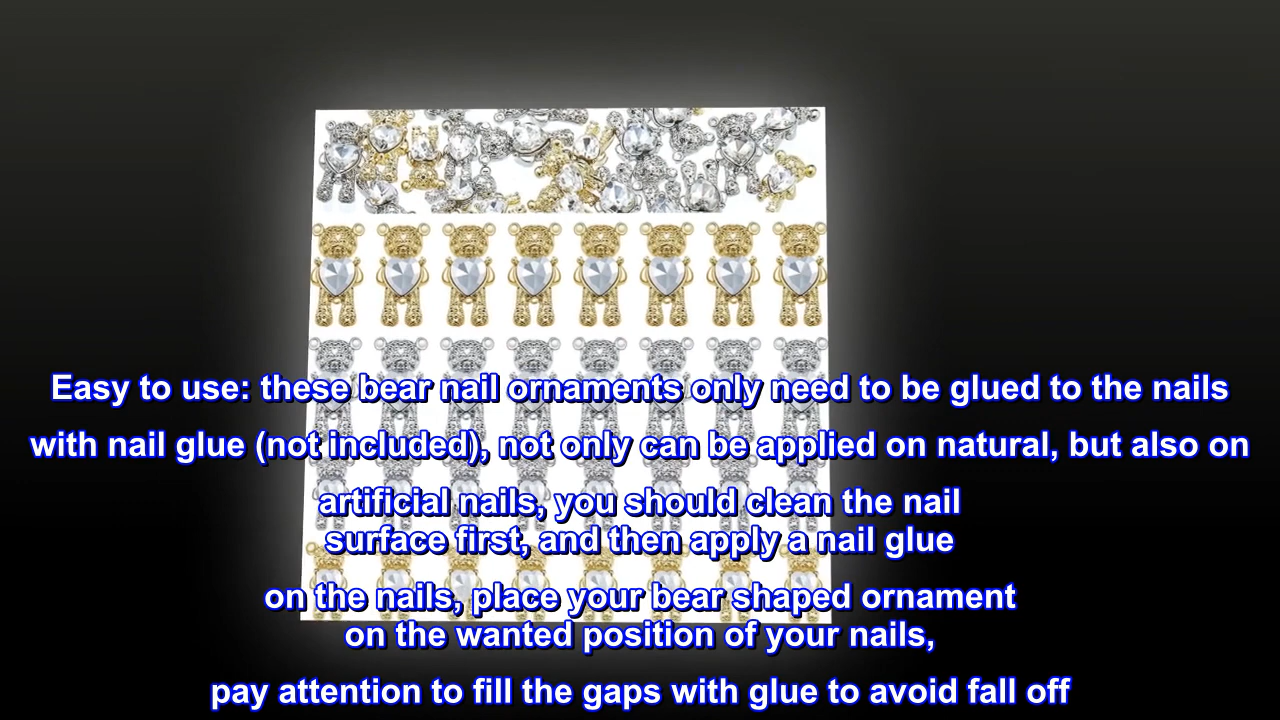 Easy to use: these bear nail ornaments only need to be glued to the nails
with nail glue (not included), not only can be applied on natural, but also on
artificial nails, you should clean the nail
surface first, and then apply a nail glue
on the nails, place your bear shaped ornament
on the wanted position of your nails,
pay attention to fill the gaps with glue to avoid fall off